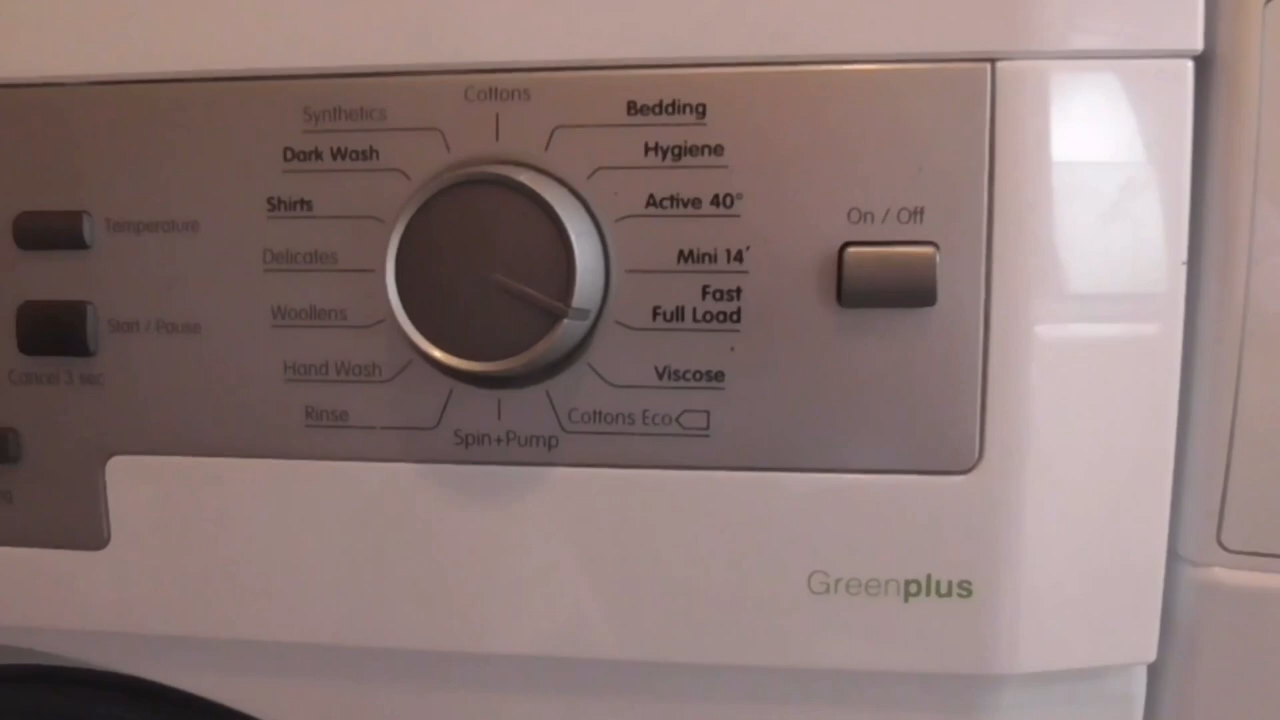 Cottons
Synthetics
Bedding
Dark Wash
Hygiene
Shirts
Active 40°
Temperature
On / Off
Delicates
Mini 14'
Fast
Full Load
Woollens
Start / Pause
Hand Wash
Viscose
Cancel 3 sec
Rinse
Cottons Eco
Spin+Pump
Greenplus